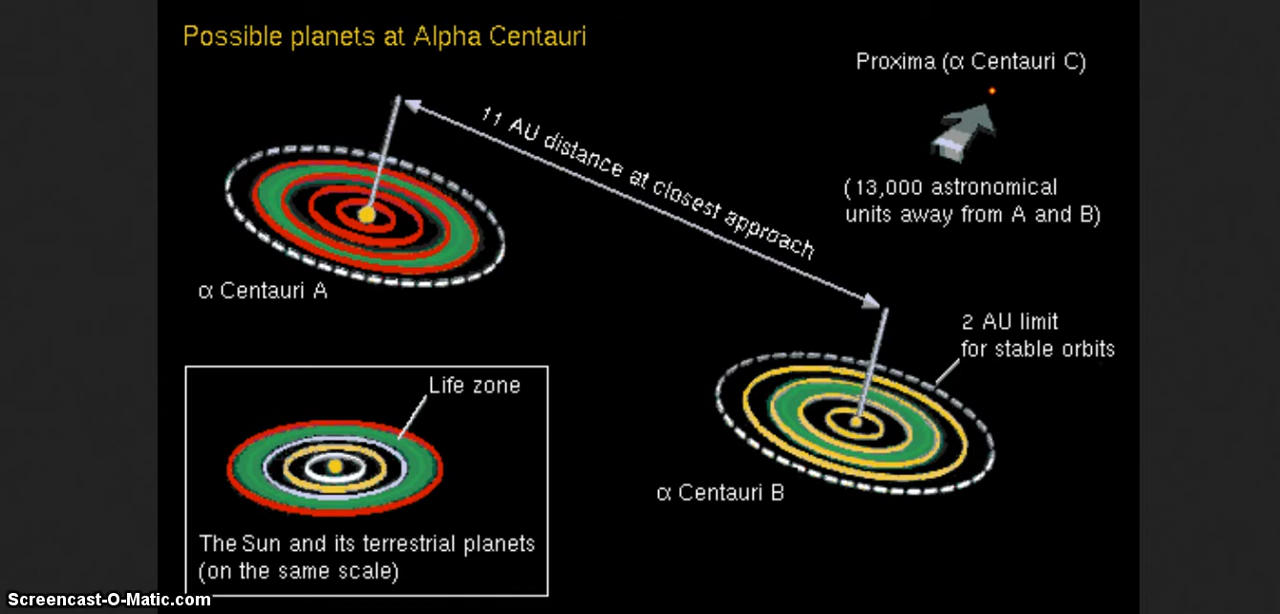 Possible planets at Alpha Centauri
Proxima (α Centauri C)
11 AU distance at closest approach
(13,000 astronomical
units away from A and B)
α Centauri A
2 AU limit
for stable orbits
Life zone
α Centauri B
The Sun and its terrestrial planets
(on the same scale)
Screencast-O-Matic.com